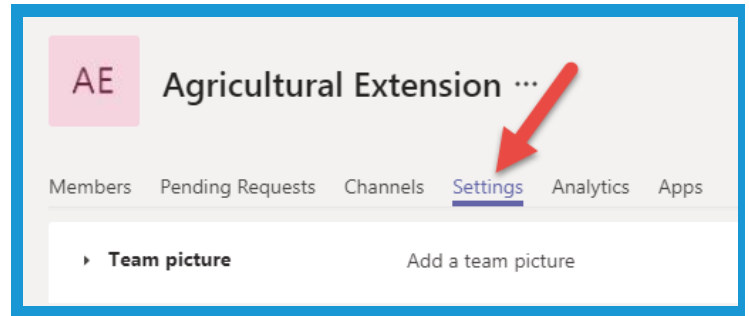 AE
Agricultural Extension ...
Members Pending Requests Channels Settings Analytics Apps
Team picture Add a team picture